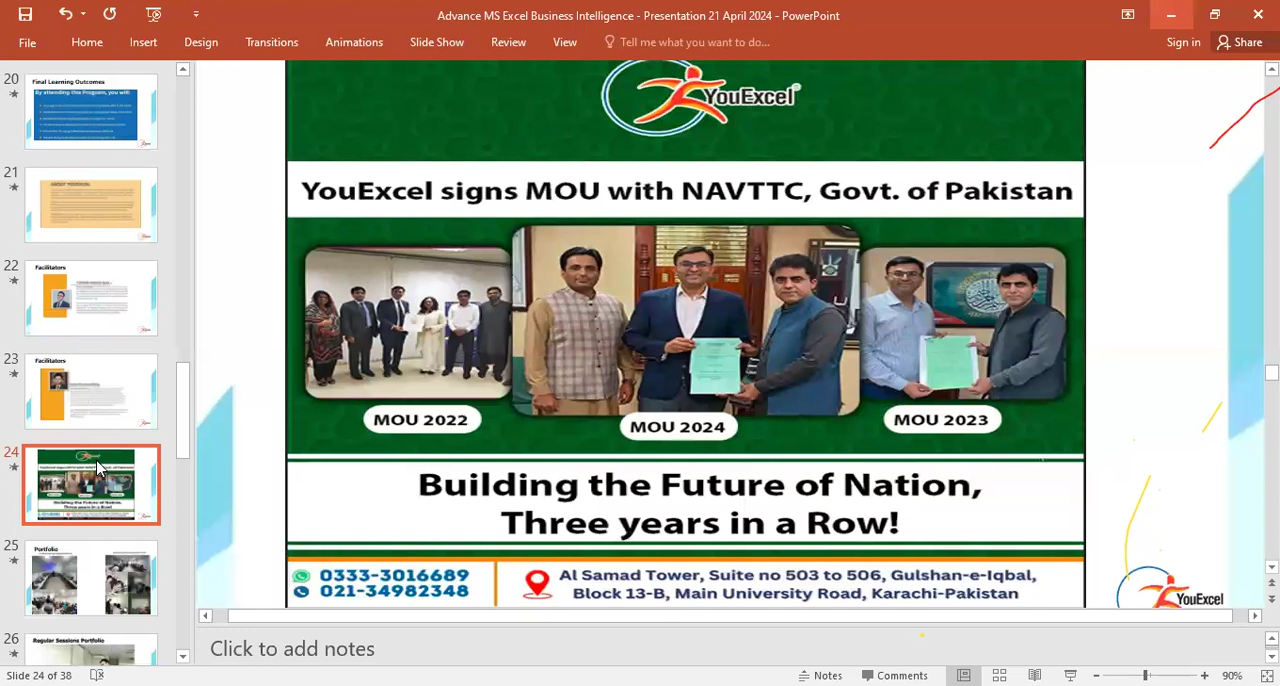 Advance MS Excel Business Intelligence - Presentation 21 April 2024 - PowerPoint
File Home Insert Design Transitions Animations Slide Show Review View Tell me what you want to do... Sign in Share
20
Final Learning Outcomes
By attending this Program, you will:
21
22
Facilitators
23
Facilitators
24
25
Portfolio
26
Regular Sessions Portfolio
YouExcel
YouExcel signs MOU with NAVTTC, Govt. of Pakistan
MOU 2022
MOU 2024
MOU 2023
Building the Future of Nation,
Three years in a Row!
0333-3016689
021-34982348
Al Samad Tower, Suite no 503 to 506, Gulshan-e-Iqbal,
Block 13-B, Main University Road, Karachi-Pakistan
YouExcel
Click to add notes
Slide 24 of 38 Notes Comments 90%